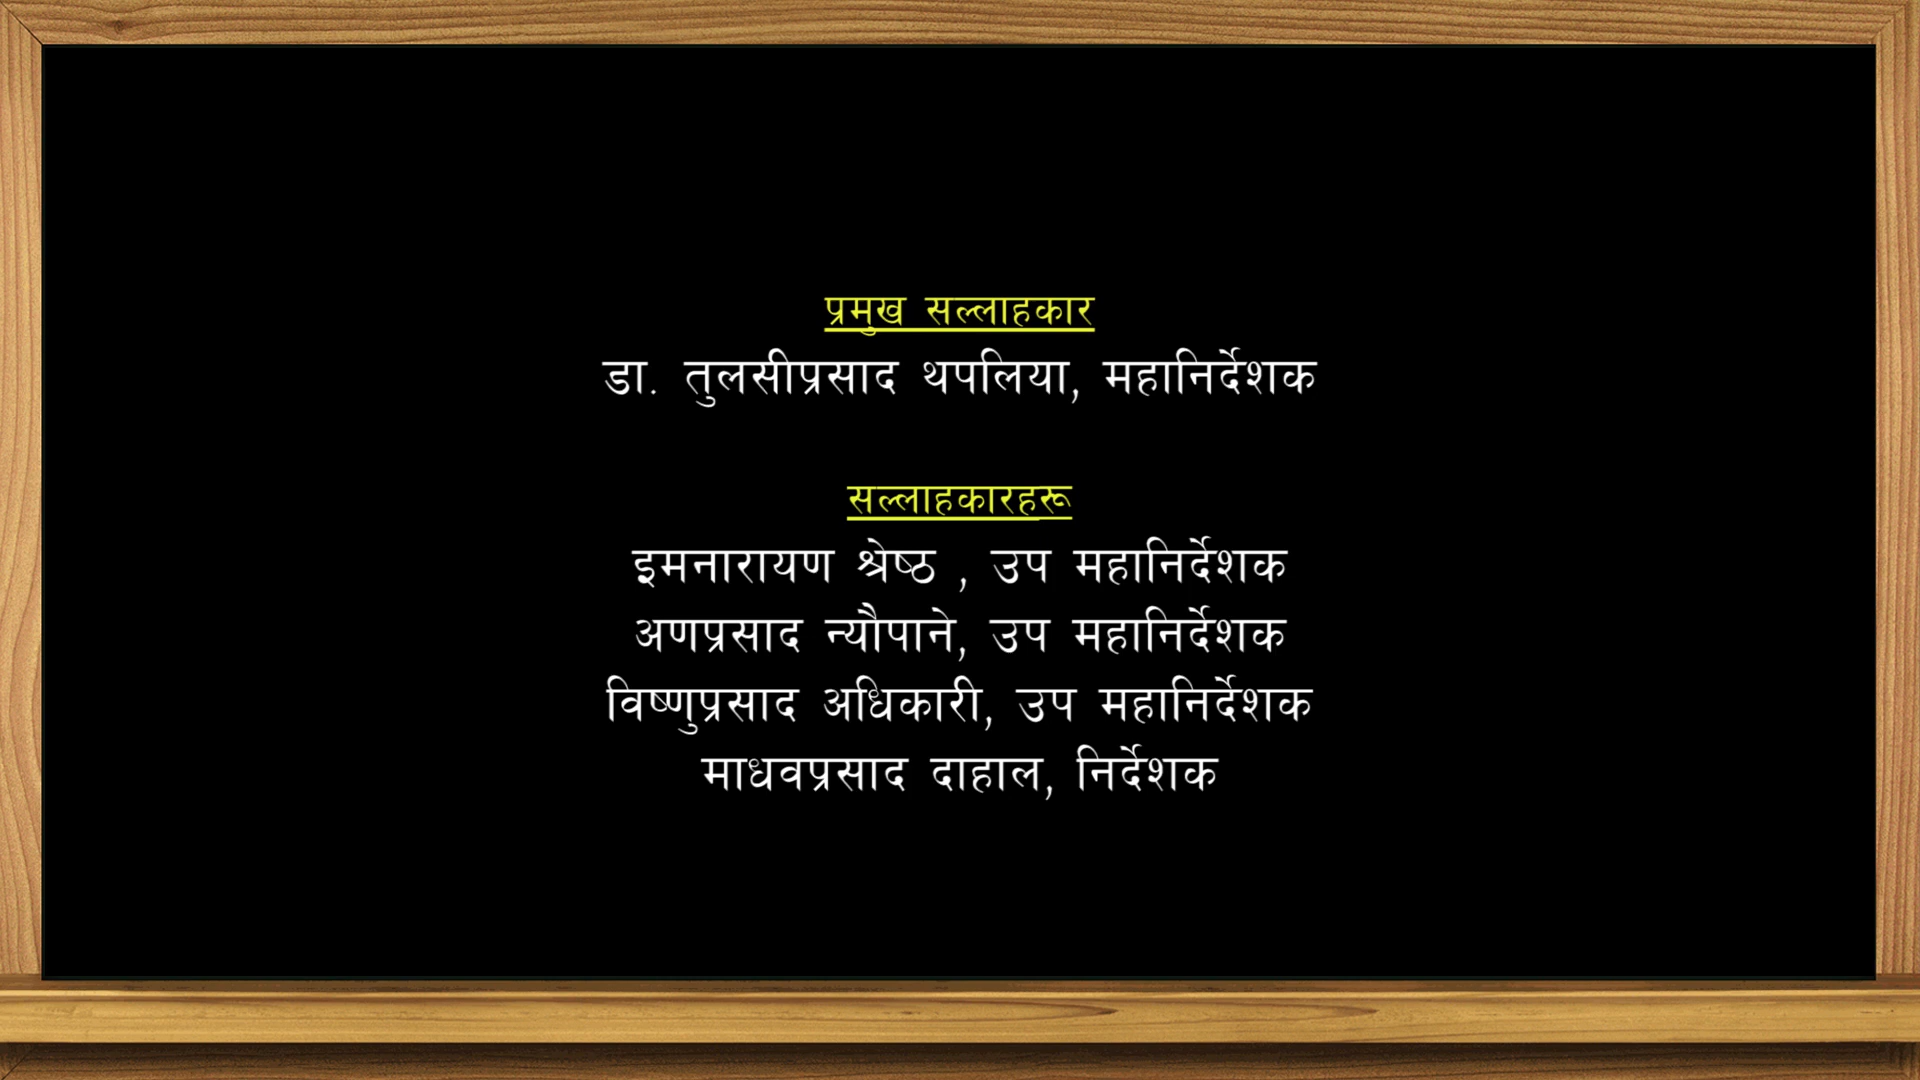 प्रमुख सल्लाहकार
डा. तुलसीप्रसाद थपलिया, महानिर्देशक
सल्लाहकारहरू
इमनारायण श्रेष्ठ , उप महानिर्देशक
अणप्रसाद न्यौपाने, उप महानिर्देशक
विष्णुप्रसाद अधिकारी, उप महानिर्देशक
माधवप्रसाद दाहाल, निर्देशक